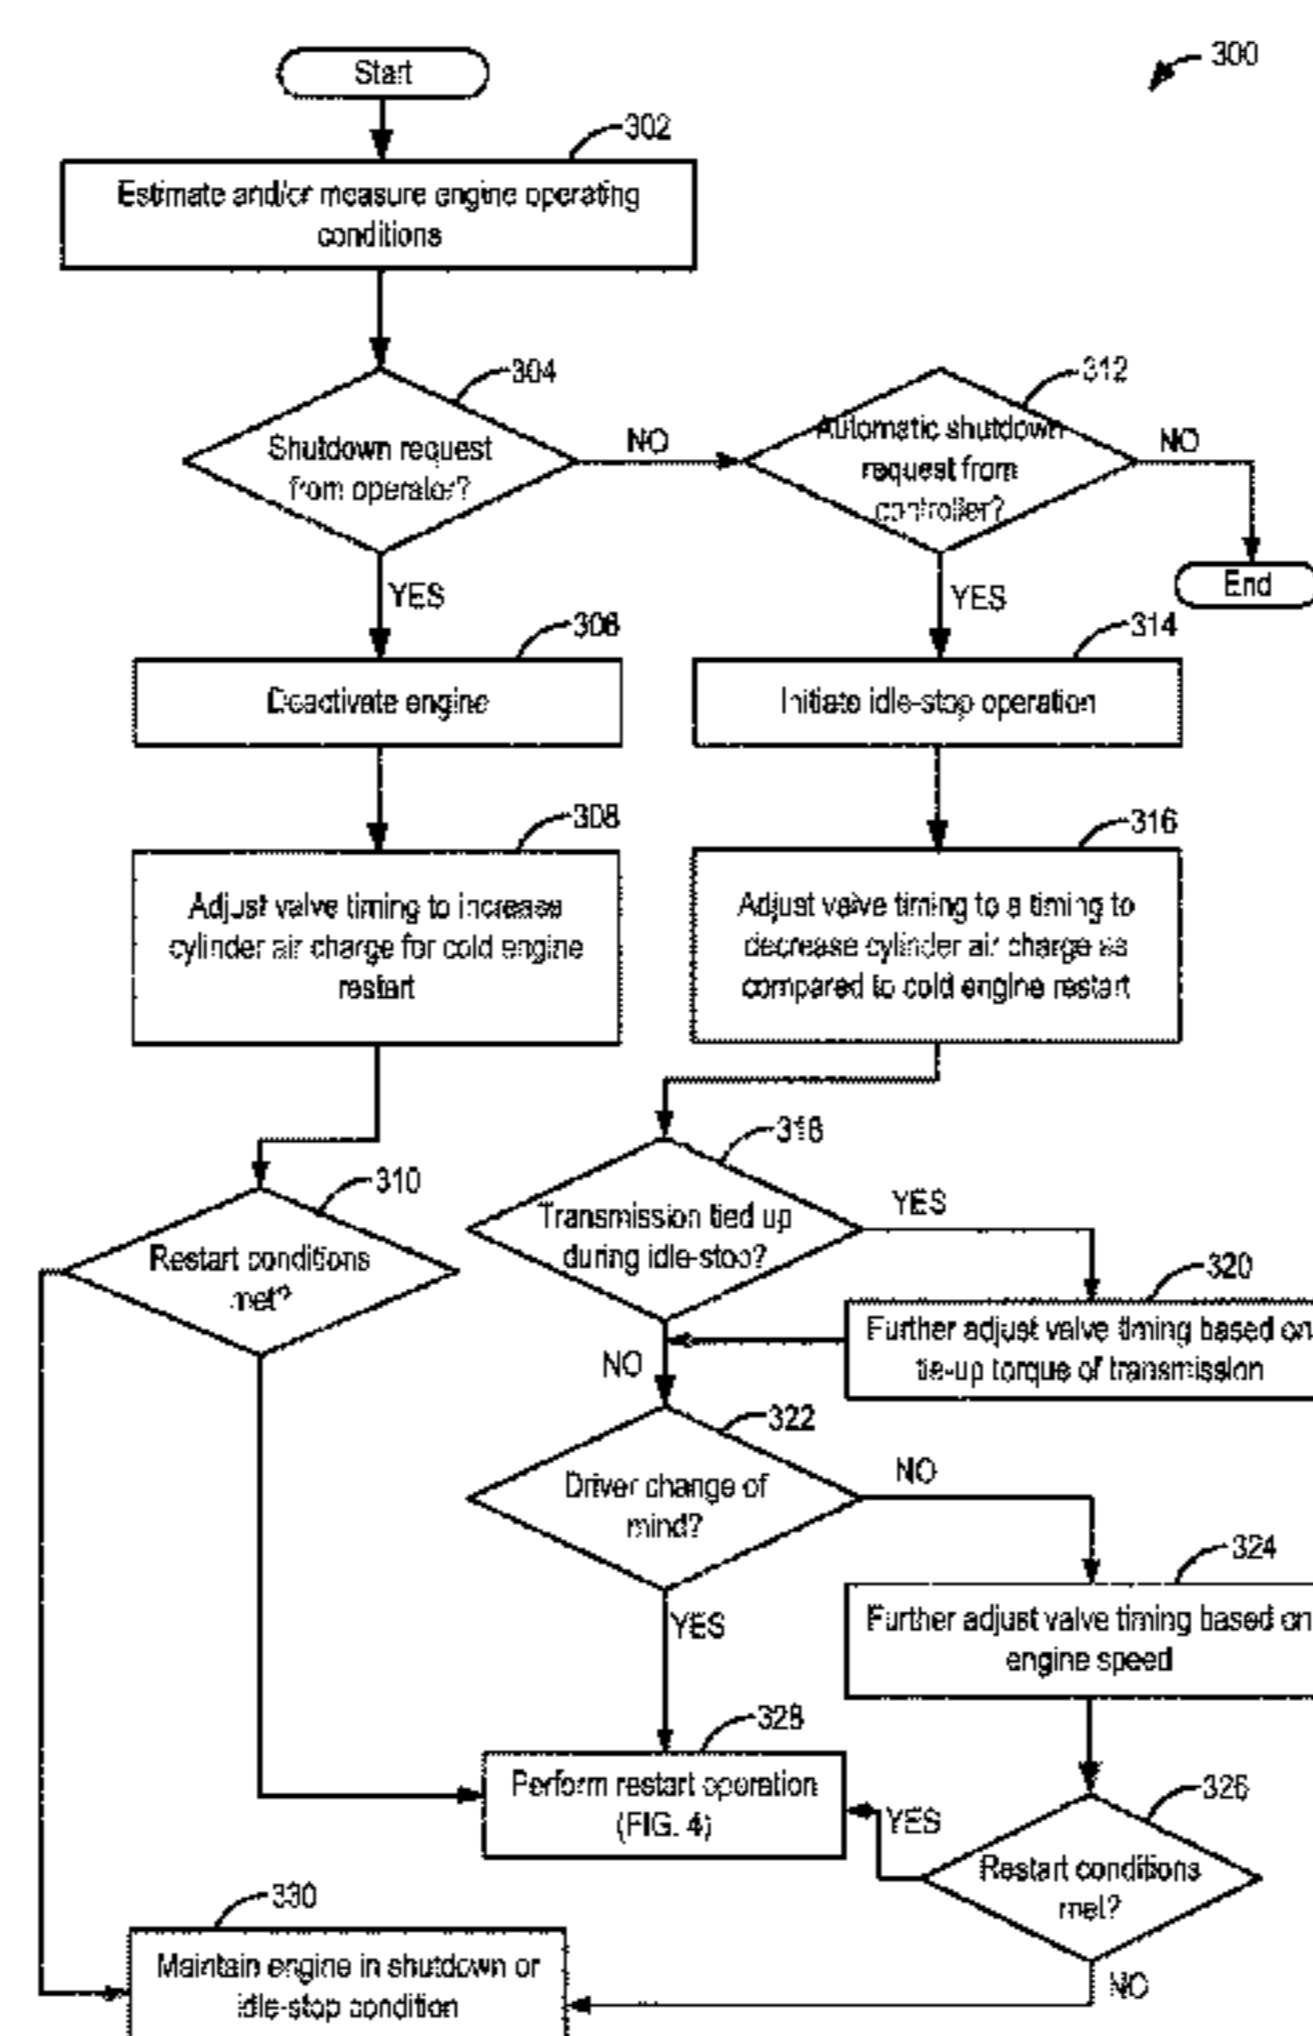 300
Start
302
Estimate and/or measure engine operating
conditions
304
Shutdown request
from operator?
NO
312
Automatic shutdown
request from
controller?
NO
End
YES
YES
306
Deactivate engine
314
Initiate idle-stop operation
308
Adjust valve timing to increase
cylinder air charge for cold engine
restart
316
Adjust valve timing to a timing to
decrease cylinder air charge as
compared to cold engine restart
310
Restart conditions
met?
318
Transmission tied up
during idle-stop?
YES
320
Further adjust valve timing based on
tie-up torque of transmission
NO
322
Driver change of
mind?
NO
324
Further adjust valve timing based on
engine speed
YES
328
Perform restart operation
(FIG. 4)
326
Restart conditions
met?
YES
NO
330
Maintain engine in shutdown or
idle-stop condition